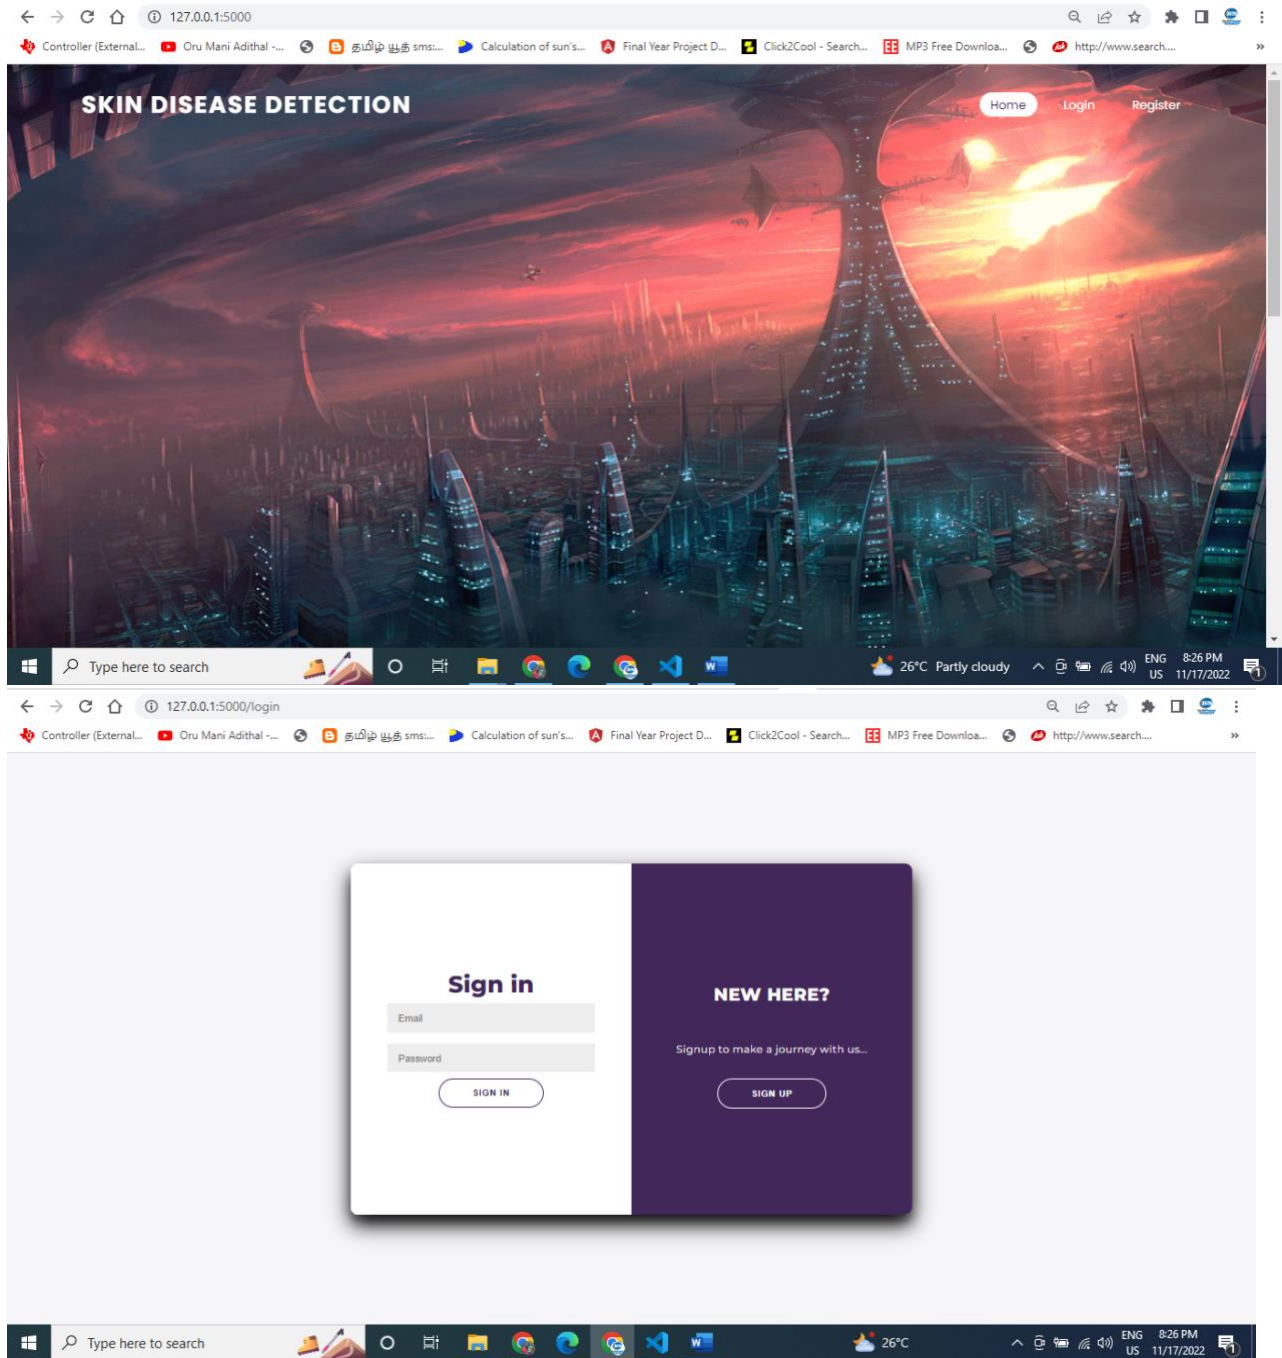 127.0.0.1:5000
Controller (External... Oru Mani Adithal -... தமிழ் யூத் sms:... Calculation of sun's... Final Year Project D... Click2Cool - Search... MP3 Free Downloa... http://www.search.... »
SKIN DISEASE DETECTION Home Login Register
Type here to search 26°C Partly cloudy ENG 8:26 PM
US 11/17/2022 1
127.0.0.1:5000/login
Controller (External... Oru Mani Adithal -... தமிழ் யூத் sms:... Calculation of sun's... Final Year Project D... Click2Cool - Search... MP3 Free Downloa... http://www.search.... »
Sign in
Email
Password
SIGN IN
NEW HERE?
Signup to make a journey with us...
SIGN UP
Type here to search 26°C ENG 8:26 PM
US 11/17/2022 1